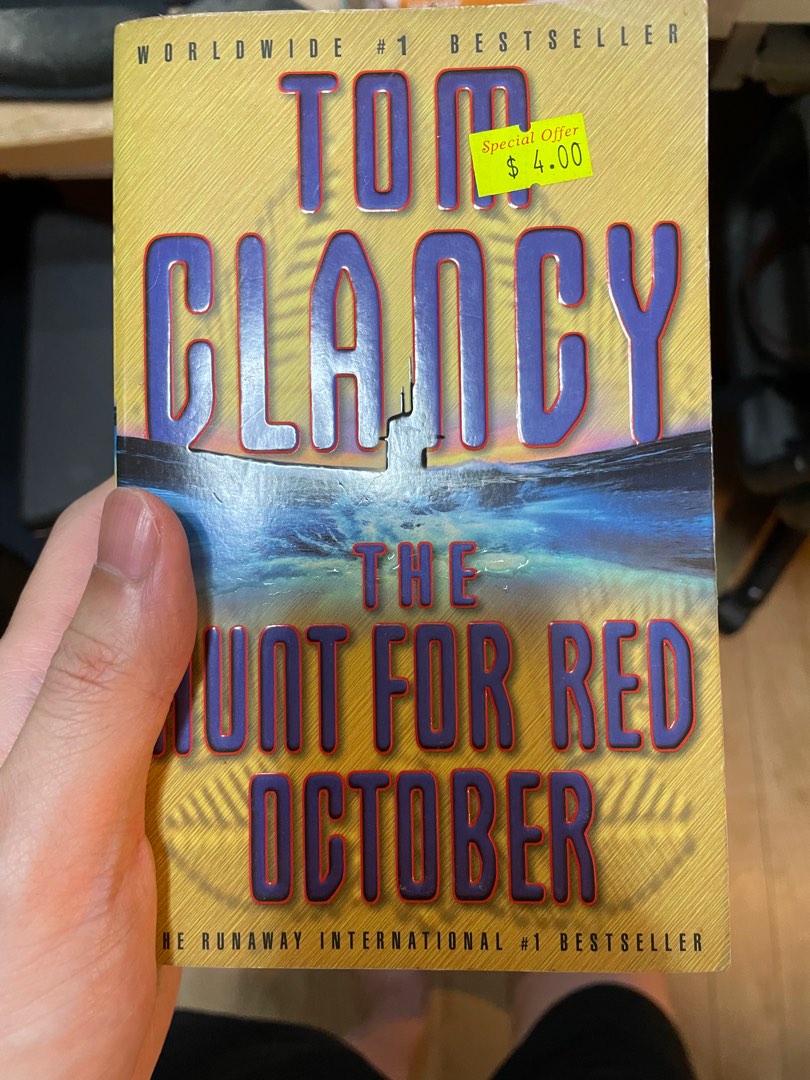 WORLDWIDE #1 BESTSELLER
TOM
Special Offer
$ 4.00
CLANCY
THE
HUNT FOR RED
OCTOBER
HE RUNAWAY INTERNATIONAL #1 BESTSELLER